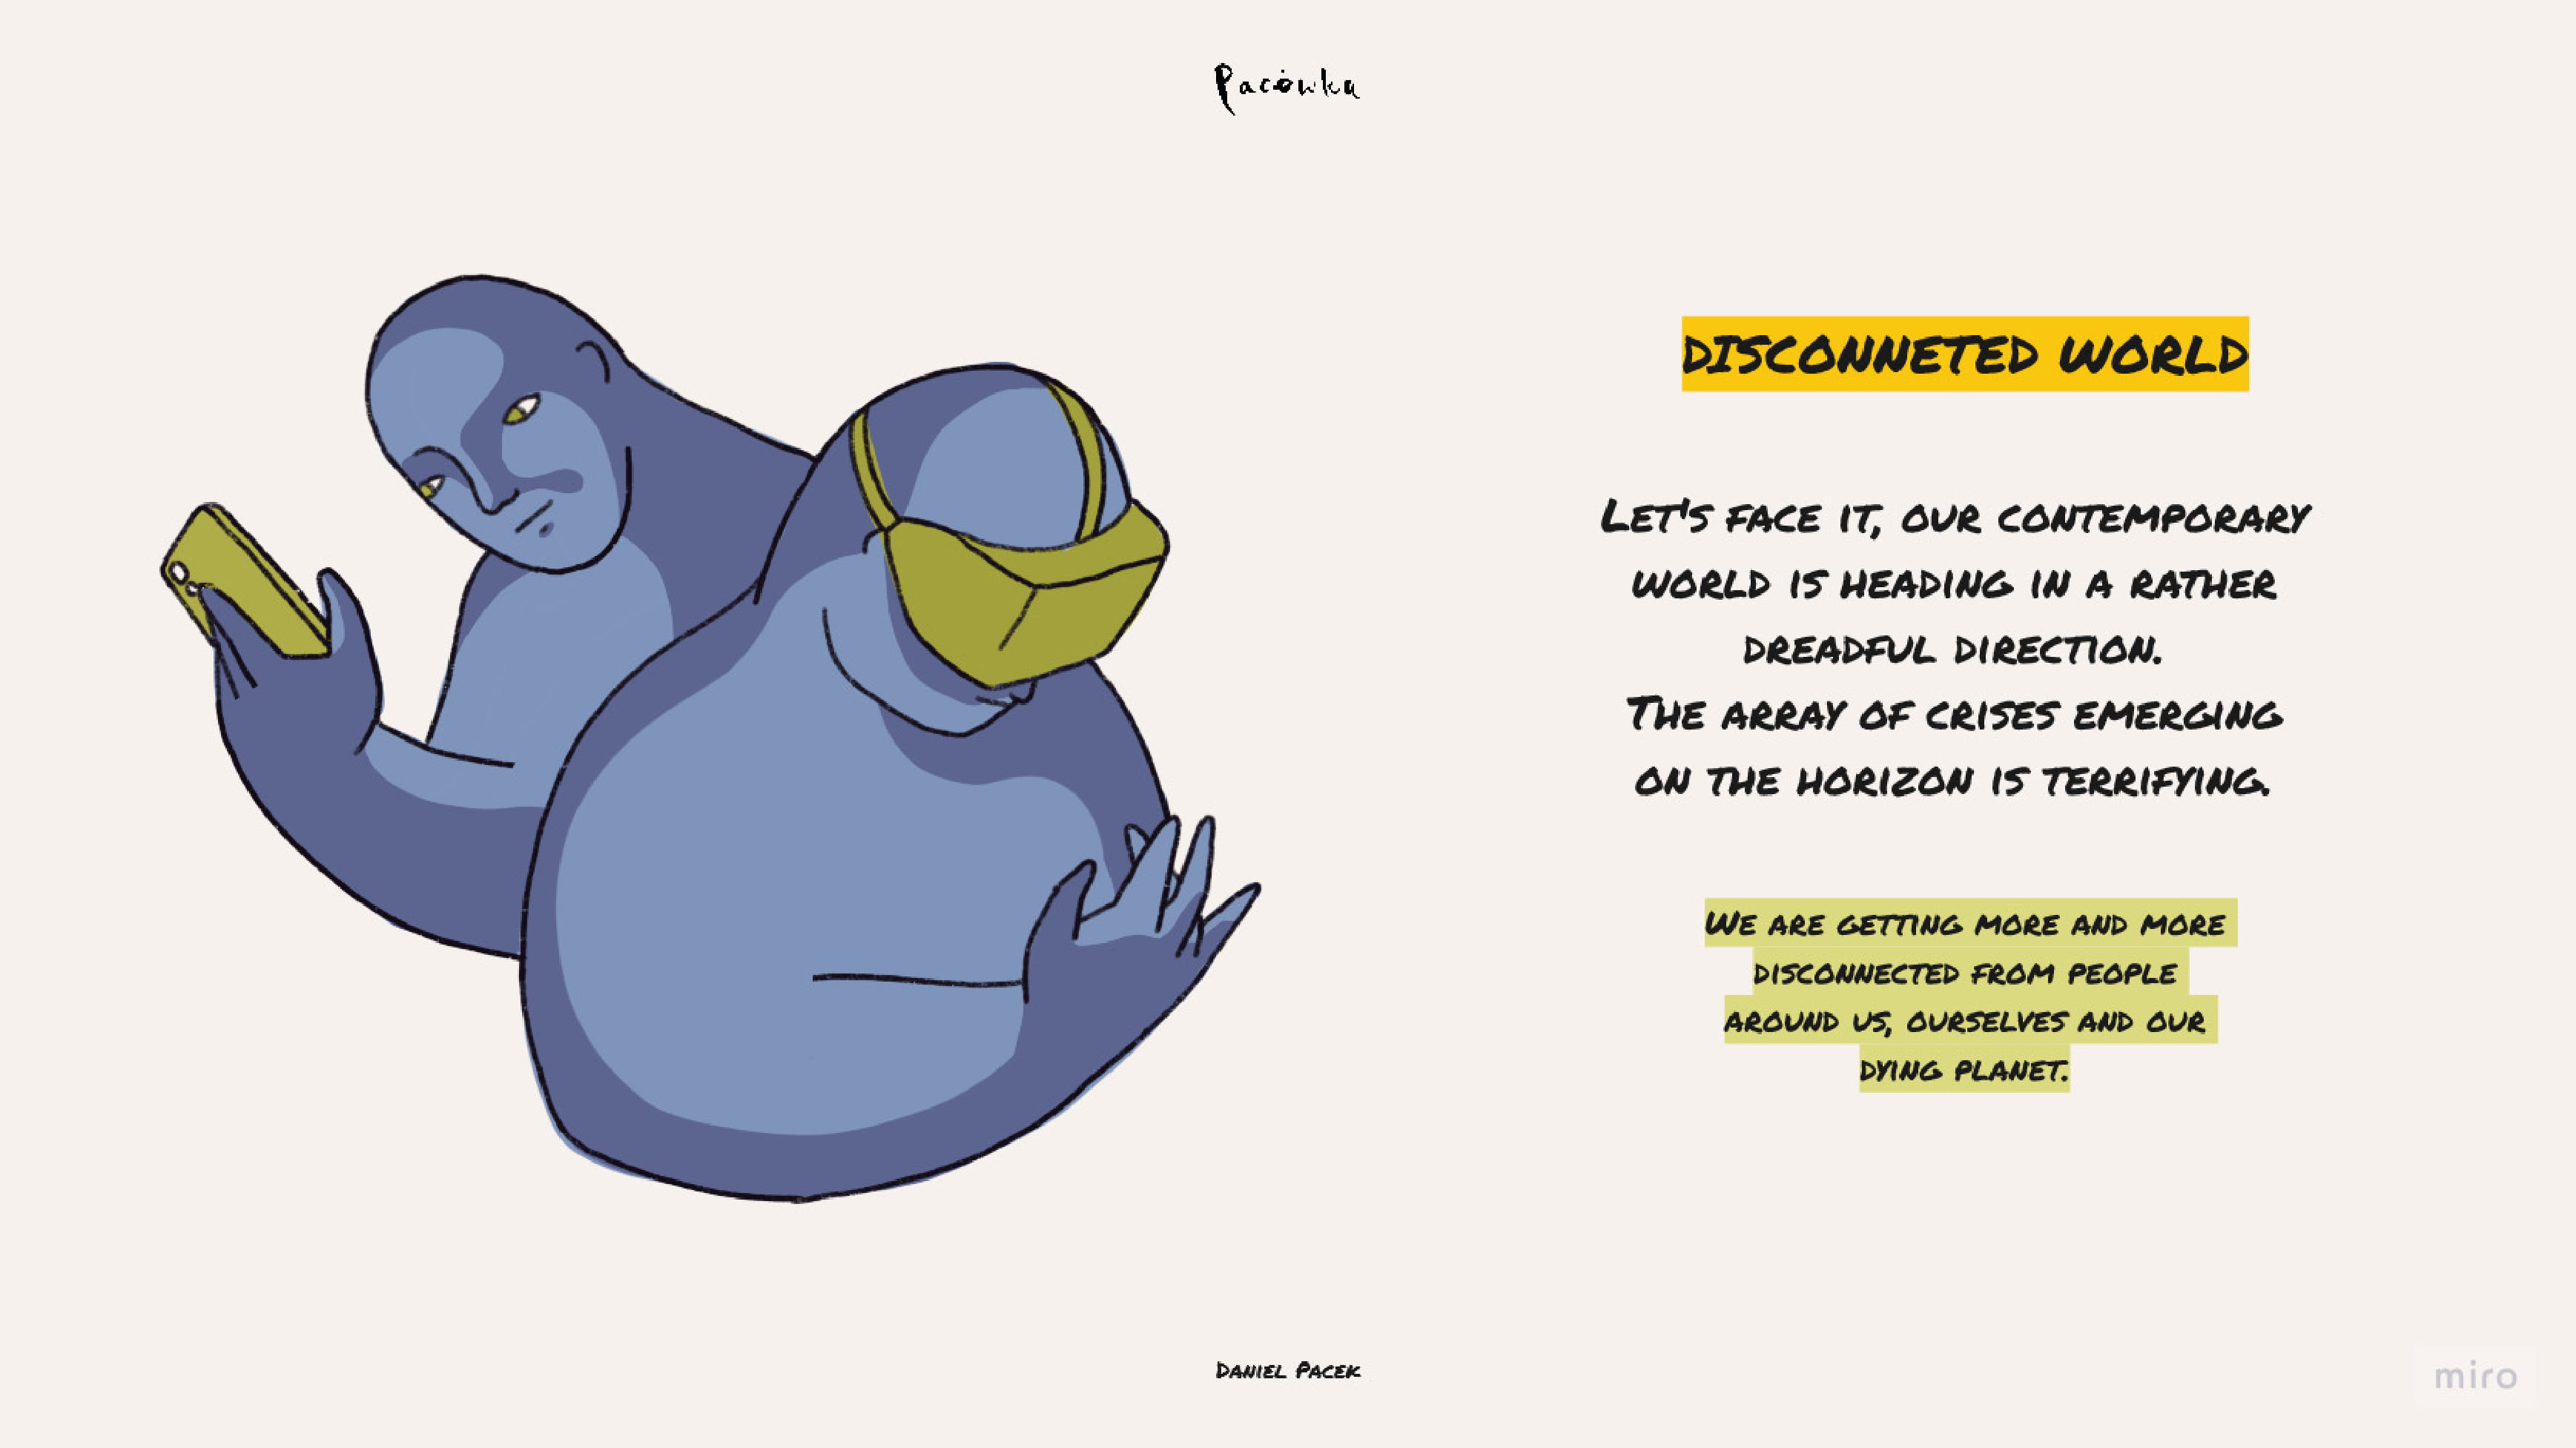 Pacówka
DISCONNETED WORLD
LET'S FACE IT, OUR CONTEMPORARY
WORLD IS HEADING IN A RATHER
DREADFUL DIRECTION.
THE ARRAY OF CRISES EMERGING
ON THE HORIZON IS TERRIFYING.
WE ARE GETTING MORE AND MORE
DISCONNECTED FROM PEOPLE
AROUND US, OURSELVES AND OUR
DYING PLANET.
DANIEL PACEK
miro